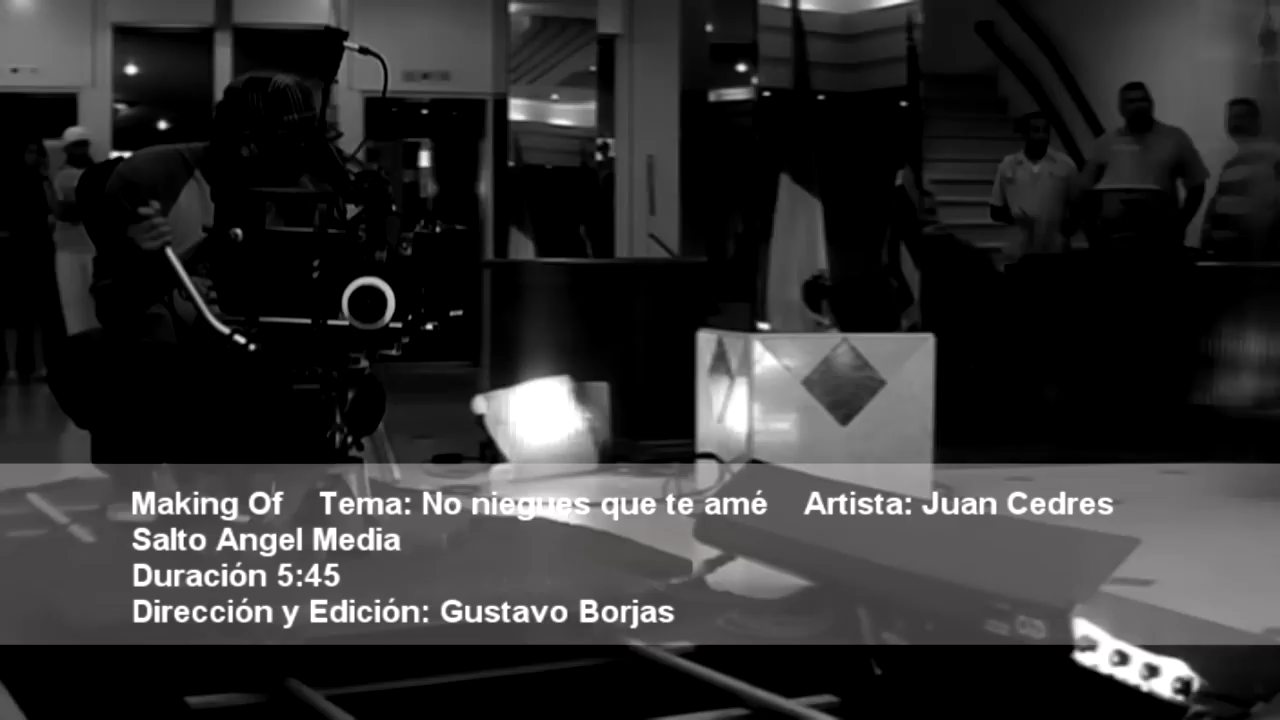 Making Of Tema: No niegues que te amé Artista: Juan Cedres
Salto Angel Media
Duración 5:45
Dirección y Edición: Gustavo Borjas